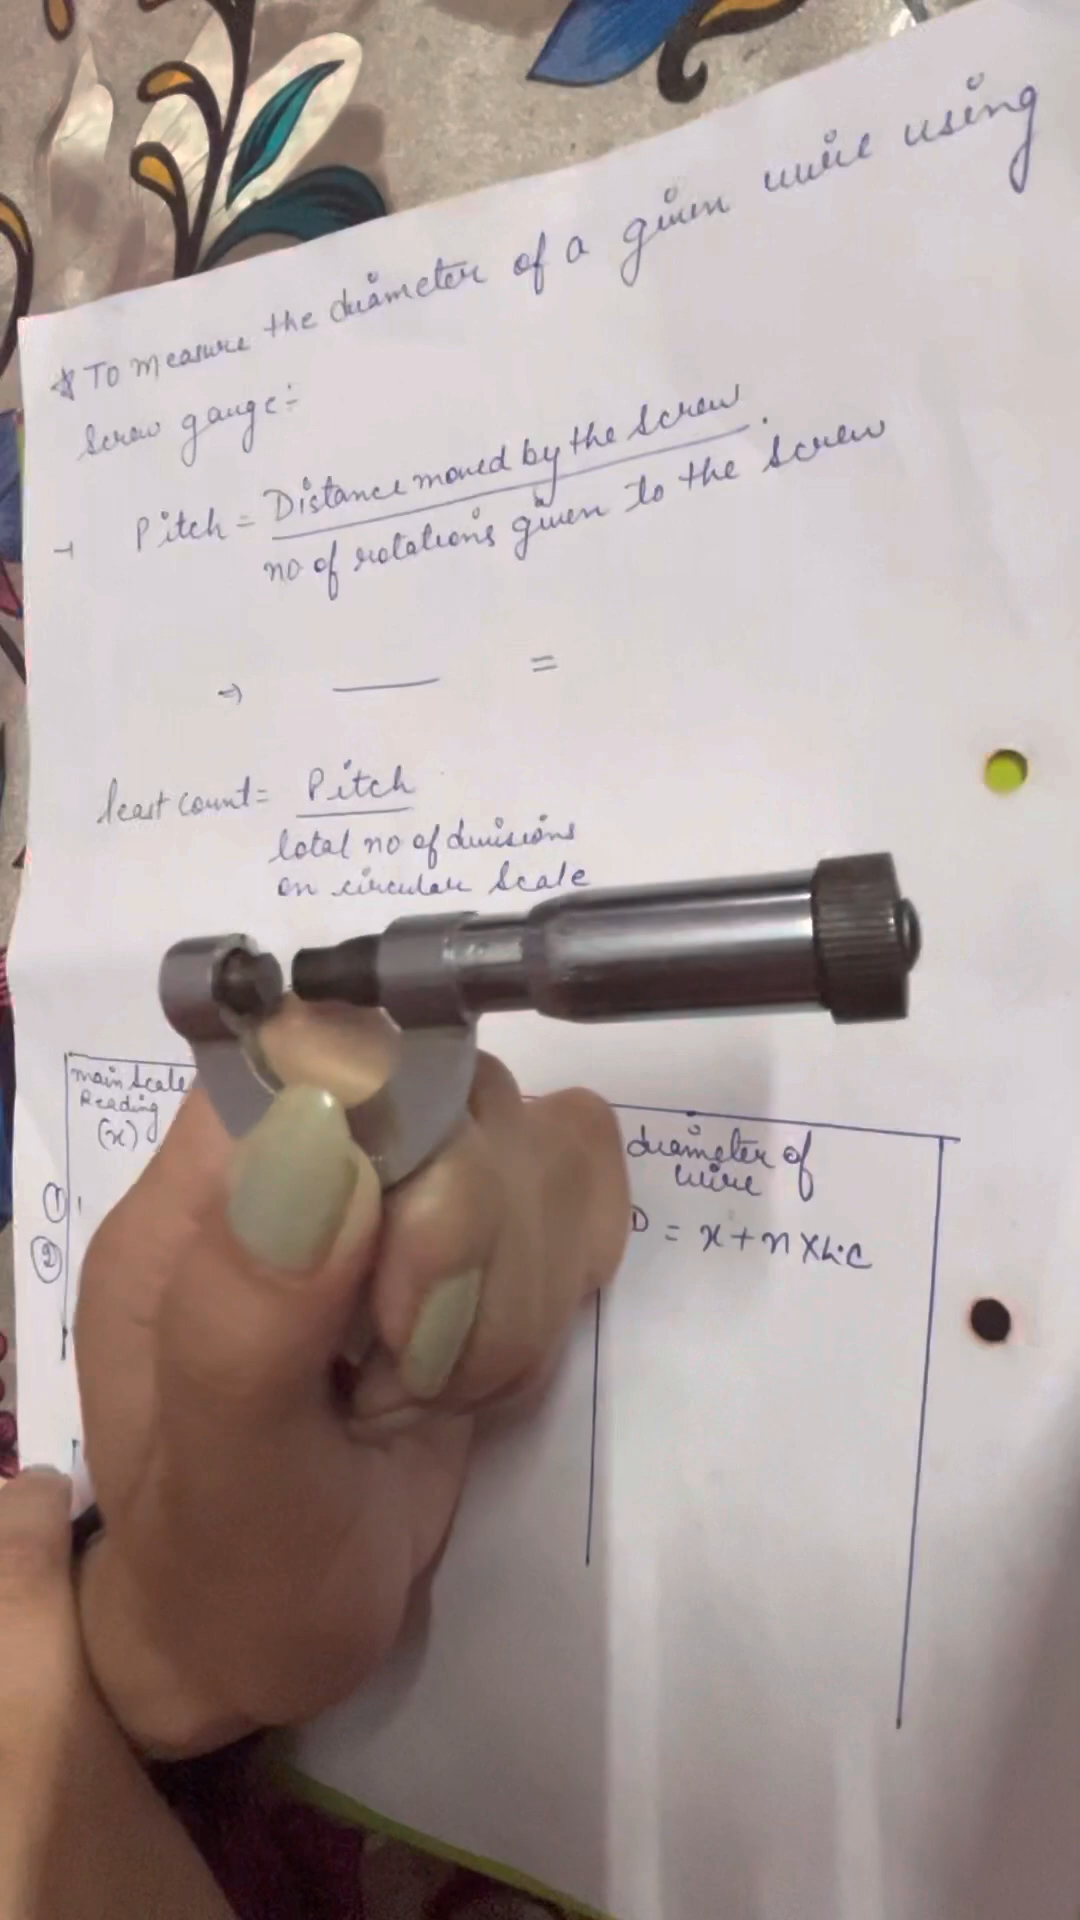 * To measure the diameter of a given wire using
Screw gauge:-
→ Pitch = Distance moved by the screw
no of rotations given to the screw
⇒ ___ =
least count = Pitch
total no of divisions
on circular scale
main scale
Reading
(x)
①
②
diameter of
wire
D = x + n x L.C